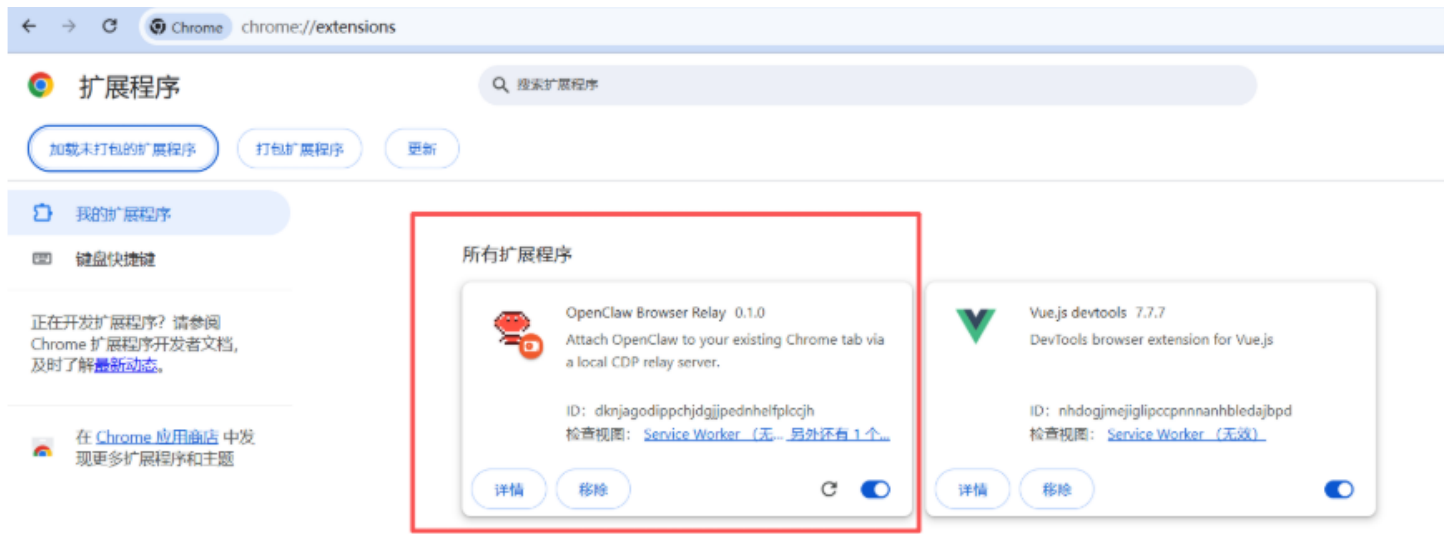 Chrome
chrome://extensions
扩展程序
搜索扩展程序
加载未打包的扩展程序
打包扩展程序
更新
我的扩展程序
键盘快捷键
正在开发扩展程序？请参阅
Chrome 扩展程序开发者文档，
及时了解最新动态。
在 Chrome 应用商店 中发
现更多扩展程序和主题
所有扩展程序
OpenClaw Browser Relay 0.1.0
Attach OpenClaw to your existing Chrome tab via
a local CDP relay server.
ID：dknjagodippchjdgjjpednhelfplccjh
检查视图： Service Worker （无... 另外还有 1 个...
详情
移除
Vue.js devtools 7.7.7
DevTools browser extension for Vue.js
ID：nhdogjmejiglipccpnnnanhbledajbpd
检查视图： Service Worker （无效）
详情
移除